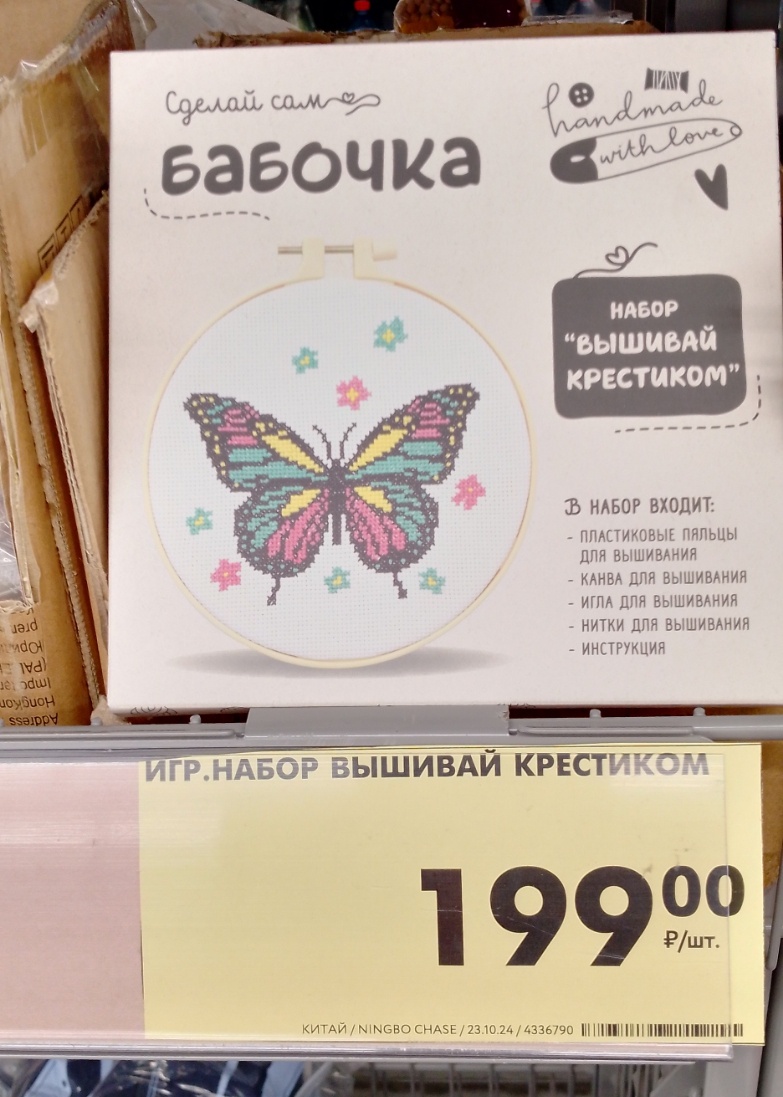 Сделай сам
БАБОЧКА
handmade
with love
НАБОР
"ВЫШИВАЙ
КРЕСТИКОМ"
В НАБОР ВХОДИТ:
- ПЛАСТИКОВЫЕ ПЯЛЬЦЫ
ДЛЯ ВЫШИВАНИЯ
- КАНВА ДЛЯ ВЫШИВАНИЯ
- ИГЛА ДЛЯ ВЫШИВАНИЯ
- НИТКИ ДЛЯ ВЫШИВАНИЯ
- ИНСТРУКЦИЯ
Address
Hongkon
ИГР.НАБОР ВЫШИВАЙ КРЕСТИКОМ
199 00
₽/шт.
КИТАЙ / NINGBO CHASE / 23.10.24 / 4336790